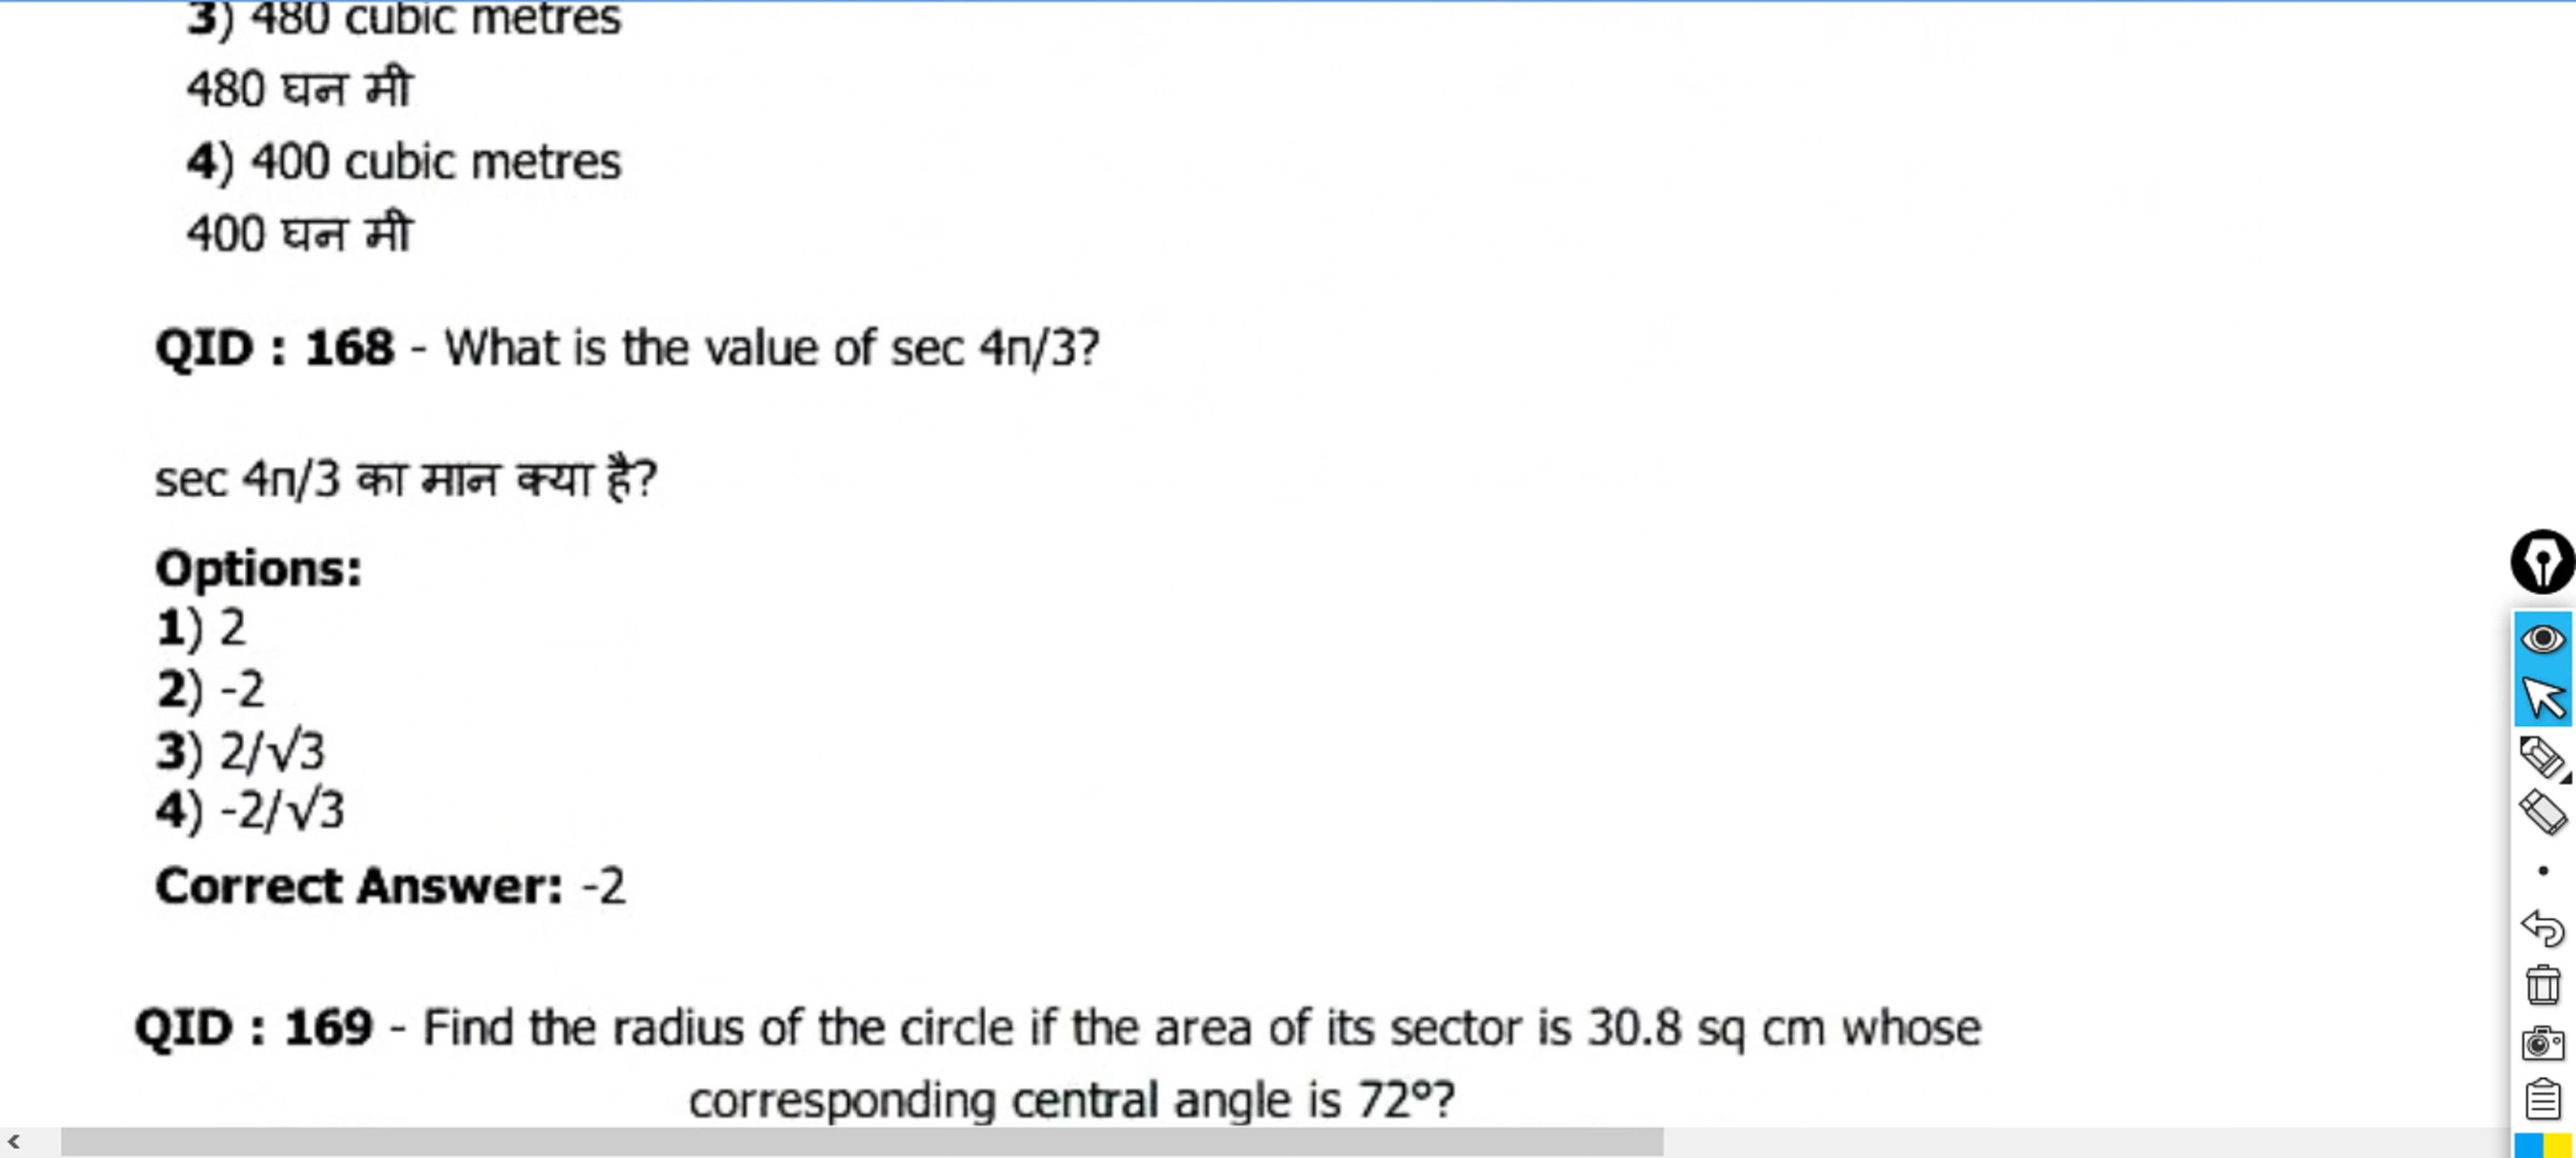 3) 480 cubic metres
480 घन मी
4) 400 cubic metres
400 घन मी
QID : 168 - What is the value of sec 4п/3?
sec 4п/3 का मान क्या है?
Options:
1) 2
2) -2
3) 2/√3
4) -2/√3
Correct Answer: -2
QID : 169 - Find the radius of the circle if the area of its sector is 30.8 sq cm whose
corresponding central angle is 72º?